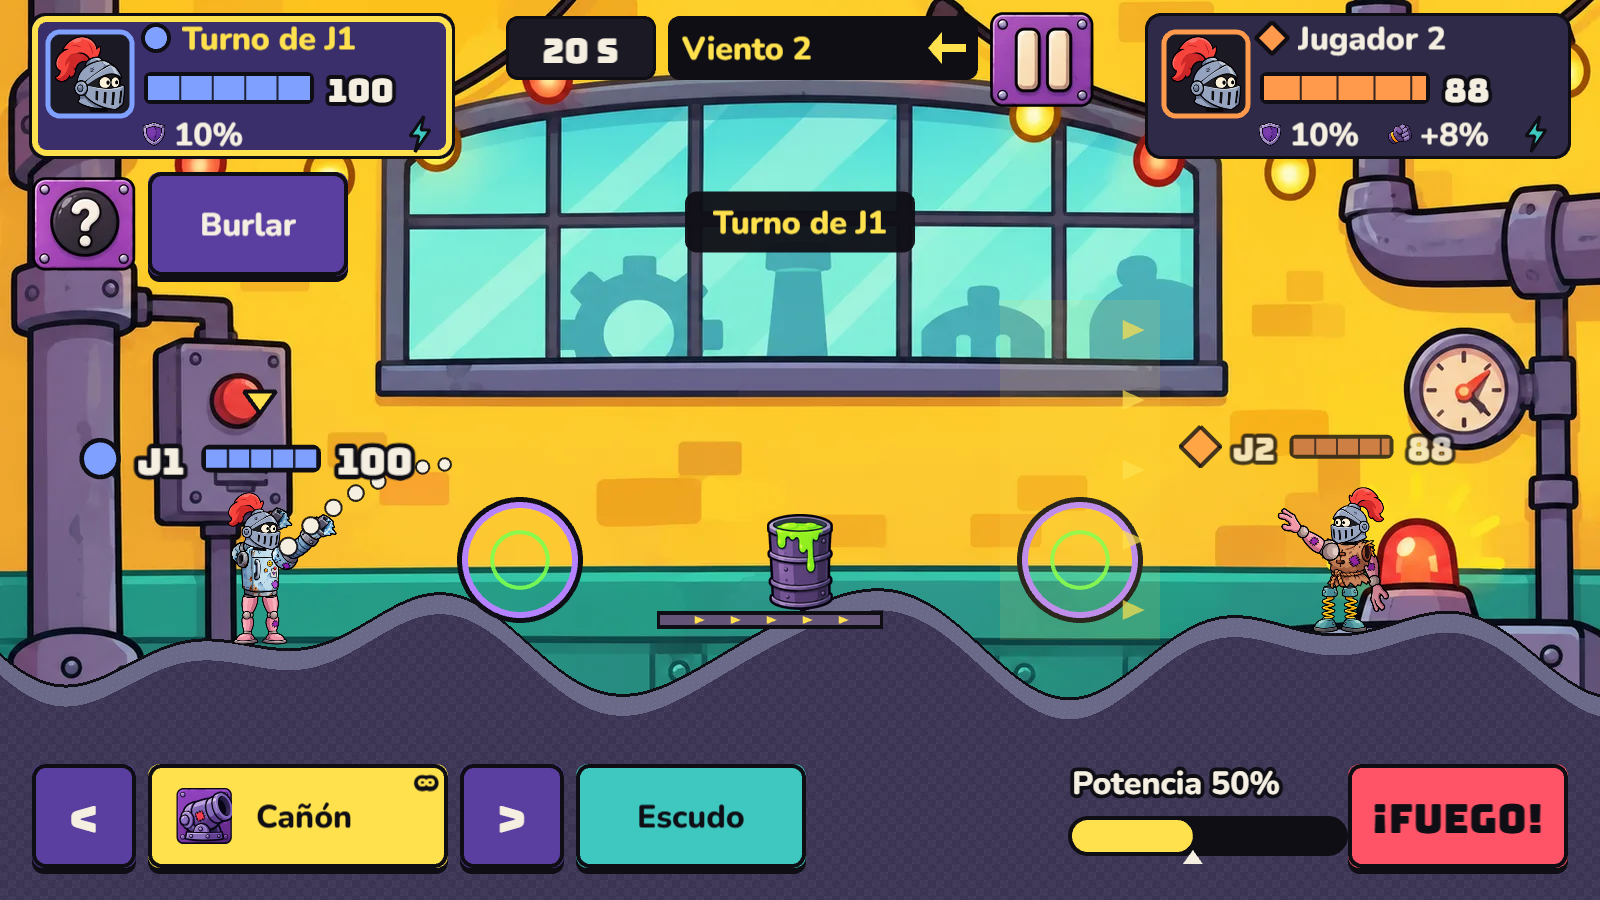 Turno de J1
100
10%
20 S
Viento 2
Jugador 2
88
10%
+8%
?
Burlar
Turno de J1
J1
100
J2
88
<
Cañón
∞
>
Escudo
Potencia 50%
¡FUEGO!